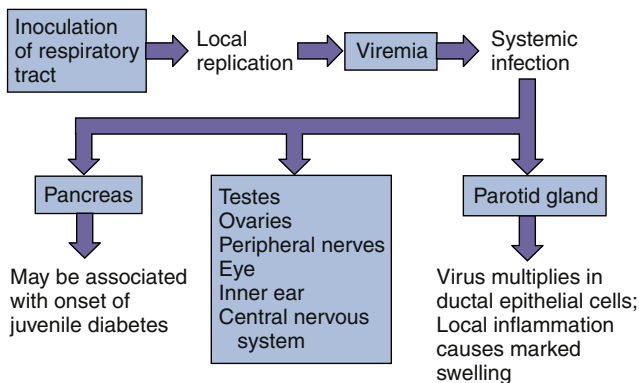 Inoculation
of respiratory
tract
Local
replication
Viremia
Systemic
infection
Pancreas
Testes
Ovaries
Peripheral nerves
Eye
Inner ear
Central nervous
system
Parotid gland
May be associated
with onset of
juvenile diabetes
Virus multiplies in
ductal epithelial cells;
Local inflammation
causes marked
swelling